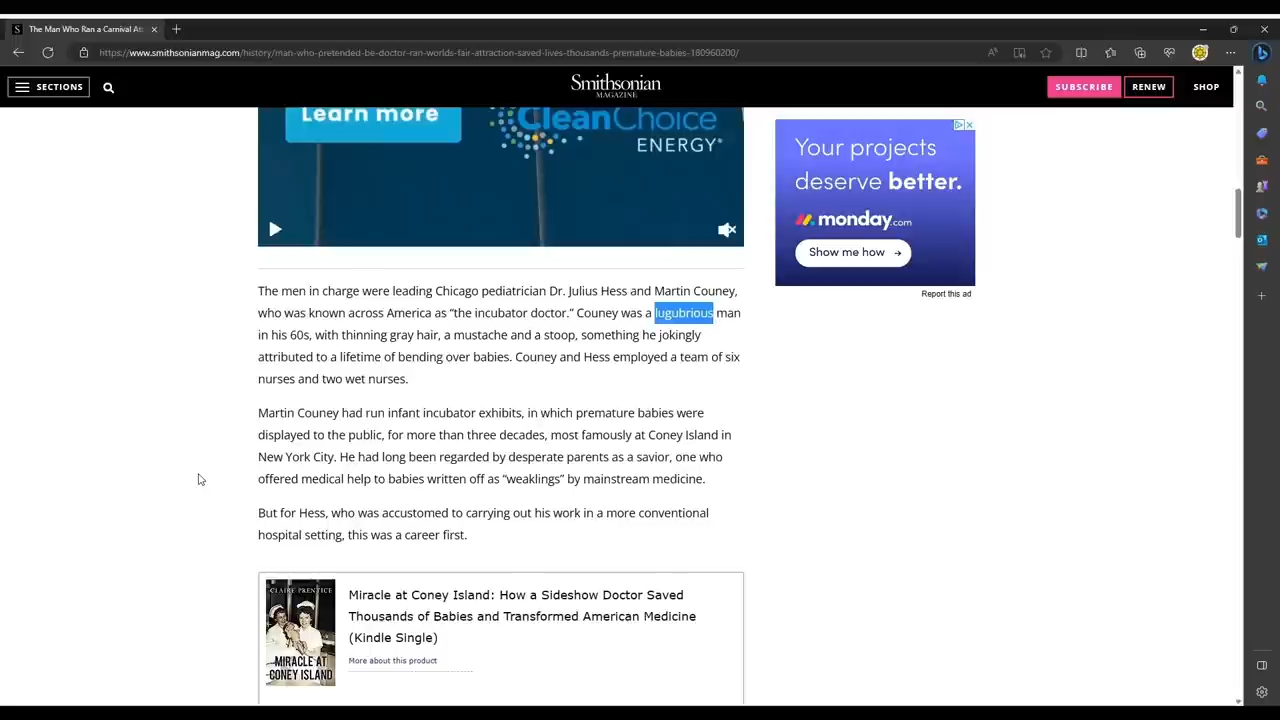 The Man Who Ran a Carnival At
https://www.smithsonianmag.com/history/man-who-pretended-be-doctor-ran-worlds-fair-attraction-saved-lives-thousands-premature-babies-180960200/
SECTIONS
Smithsonian
MAGAZINE
SUBSCRIBE
RENEW
SHOP
Learn more
CleanChoice
ENERGY®
Your projects
deserve better.
monday.com
Show me how →
Report this ad
The men in charge were leading Chicago pediatrician Dr. Julius Hess and Martin Couney,
who was known across America as “the incubator doctor.” Couney was a lugubrious man
in his 60s, with thinning gray hair, a mustache and a stoop, something he jokingly
attributed to a lifetime of bending over babies. Couney and Hess employed a team of six
nurses and two wet nurses.
Martin Couney had run infant incubator exhibits, in which premature babies were
displayed to the public, for more than three decades, most famously at Coney Island in
New York City. He had long been regarded by desperate parents as a savior, one who
offered medical help to babies written off as “weaklings” by mainstream medicine.
But for Hess, who was accustomed to carrying out his work in a more conventional
hospital setting, this was a career first.
CLAIRE PRENTICE
MIRACLE AT
CONEY ISLAND
Miracle at Coney Island: How a Sideshow Doctor Saved
Thousands of Babies and Transformed American Medicine
(Kindle Single)
More about this product